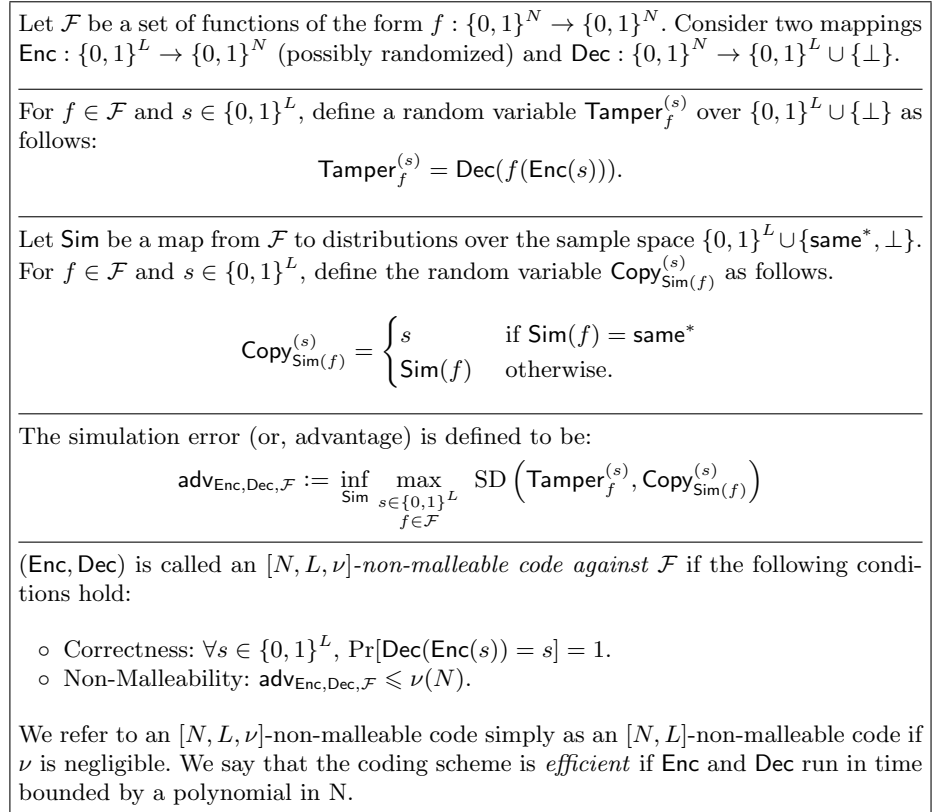 Let F be a set of functions of the form f : {0, 1}^N → {0, 1}^N. Consider two mappings
Enc : {0, 1}^L → {0, 1}^N (possibly randomized) and Dec : {0, 1}^N → {0, 1}^L ∪ {⊥}.
For f ∈ F and s ∈ {0, 1}^L, define a random variable Tamper_f^(s) over {0, 1}^L ∪ {⊥} as
follows:
Tamper_f^(s) = Dec(f(Enc(s))).
Let Sim be a map from F to distributions over the sample space {0, 1}^L ∪ {same*, ⊥}.
For f ∈ F and s ∈ {0, 1}^L, define the random variable Copy_Sim(f)^(s) as follows.
Copy_Sim(f)^(s) = { s if Sim(f) = same*
Sim(f) otherwise.
The simulation error (or, advantage) is defined to be:
adv_Enc,Dec,F := inf_Sim max_{s∈{0,1}^L, f∈F} SD (Tamper_f^(s), Copy_Sim(f)^(s))
(Enc, Dec) is called an [N, L, ν]-non-malleable code against F if the following condi-
tions hold:
◦ Correctness: ∀s ∈ {0, 1}^L, Pr[Dec(Enc(s)) = s] = 1.
◦ Non-Malleability: adv_Enc,Dec,F ⩽ ν(N).
We refer to an [N, L, ν]-non-malleable code simply as an [N, L]-non-malleable code if
ν is negligible. We say that the coding scheme is efficient if Enc and Dec run in time
bounded by a polynomial in N.